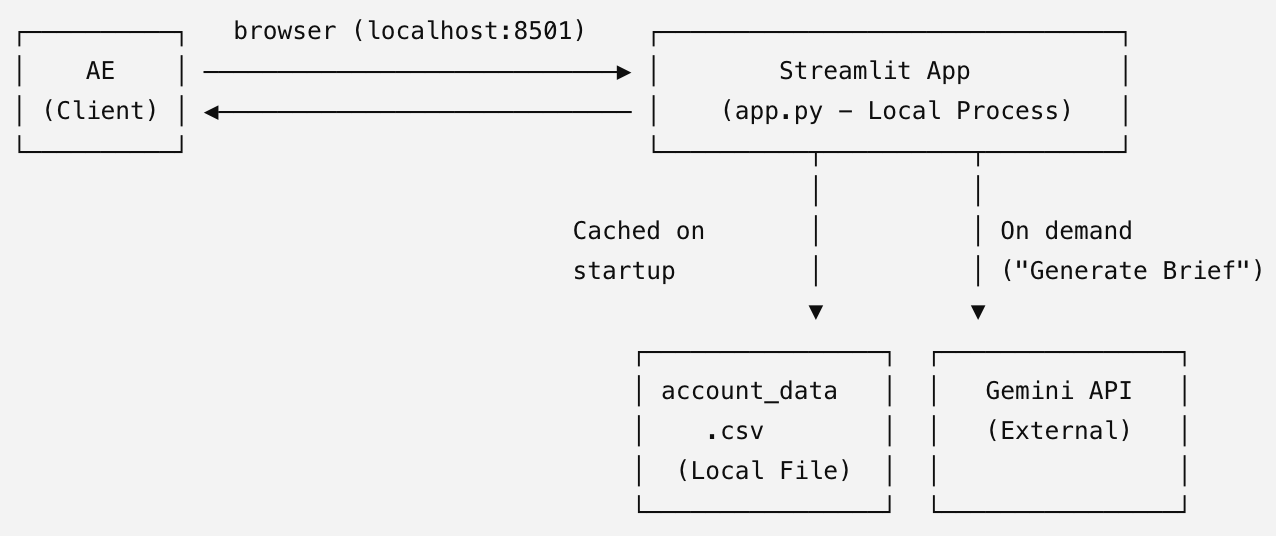 browser (localhost:8501)
AE
(Client)
Streamlit App
(app.py – Local Process)
Cached on
startup
On demand
("Generate Brief")
account_data
.csv
(Local File)
Gemini API
(External)